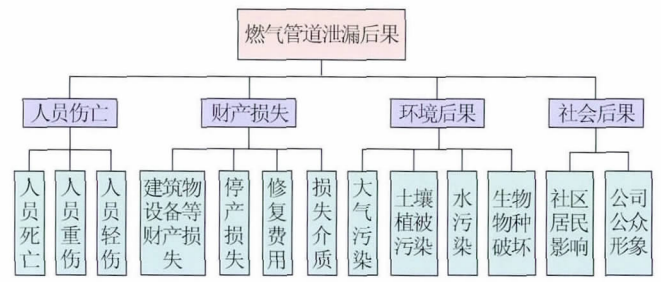 燃气管道泄漏后果
人员伤亡
财产损失
环境后果
社会后果
人员死亡
人员重伤
人员轻伤
建筑物
设备等
财产损
失
停产损失
修复费用
损失介质
大气污染
土壤
植被
污染
水污染
生物
物种
破坏
社区
居民
影响
公司
公众
形象